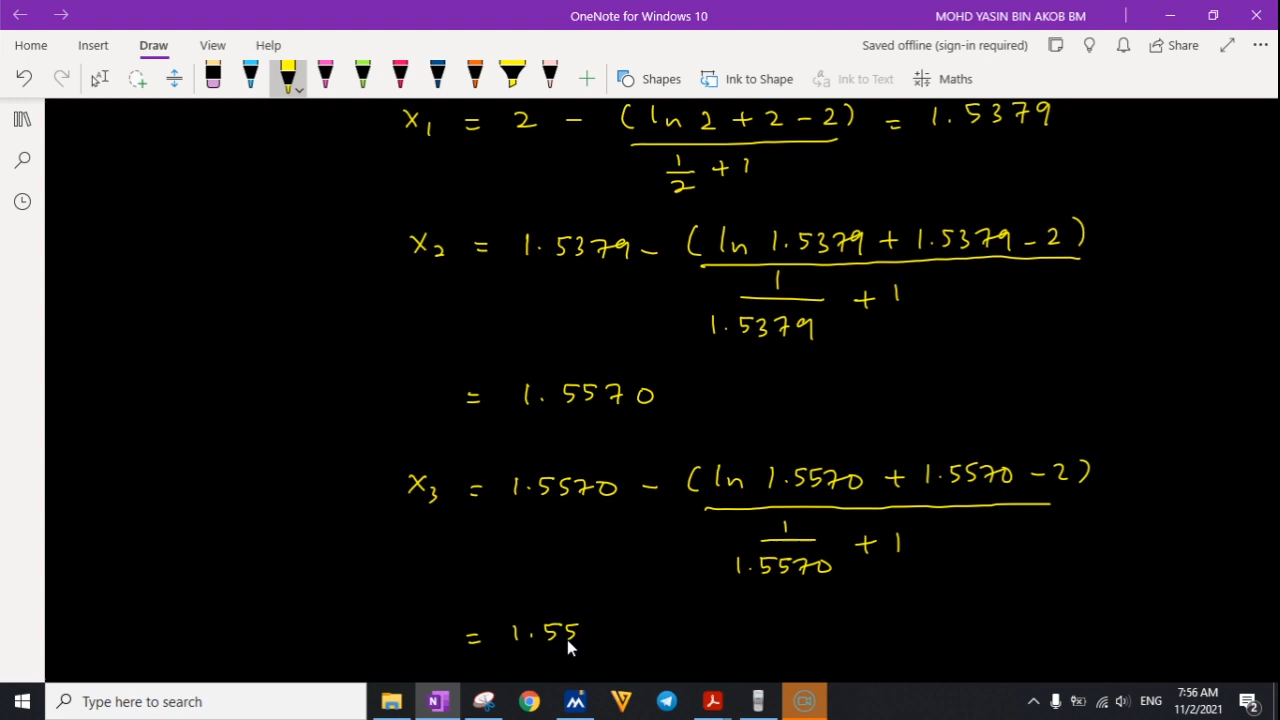 OneNote for Windows 10
MOHD YASIN BIN AKOB BM
Home Insert Draw View Help
Saved offline (sign-in required)
Share
Shapes
Ink to Shape
Ink to Text
Maths
x₁ = 2 - (ln 2 + 2 - 2) = 1.5379
1/2 + 1
x₂ = 1.5379 - (ln 1.5379 + 1.5379 - 2)
1/1.5379 + 1
= 1.5570
x₃ = 1.5570 - (ln 1.5570 + 1.5570 - 2)
1/1.5570 + 1
= 1.55
Type here to search
ENG
7:56 AM
11/2/2021
2